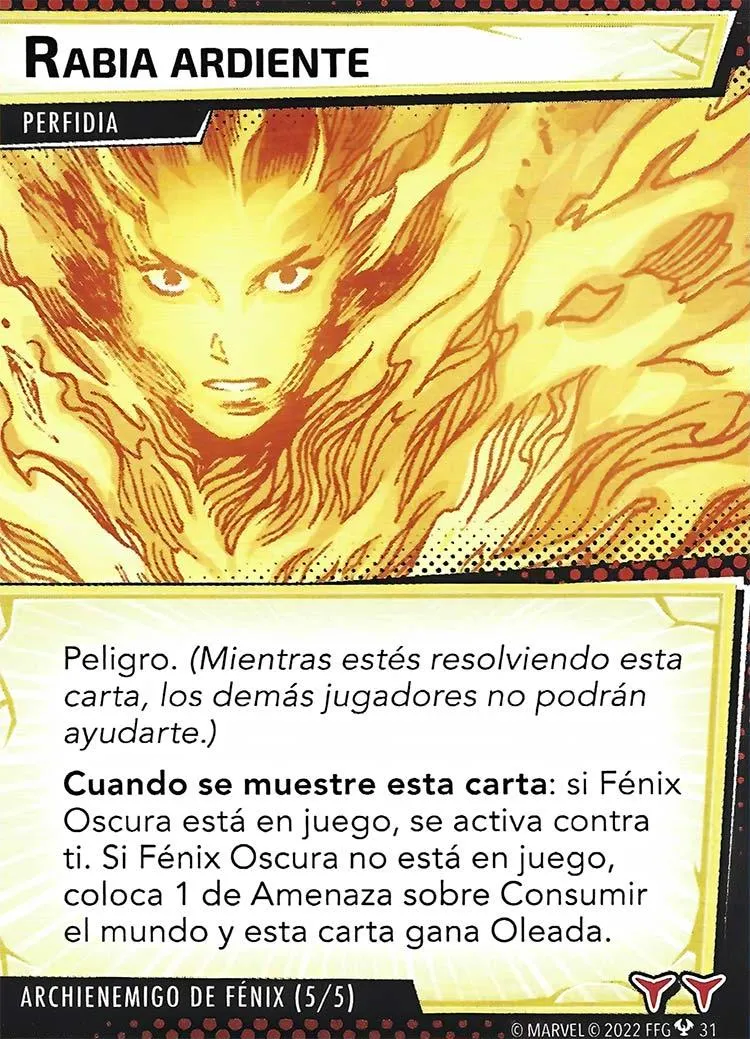 RABIA ARDIENTE
PERFIDIA
Peligro. (Mientras estés resolviendo esta
carta, los demás jugadores no podrán
ayudarte.)
Cuando se muestre esta carta: si Fénix
Oscura está en juego, se activa contra
ti. Si Fénix Oscura no está en juego,
coloca 1 de Amenaza sobre Consumir
el mundo y esta carta gana Oleada.
ARCHIENEMIGO DE FÉNIX (5/5)
© MARVEL © 2022 FFG 31